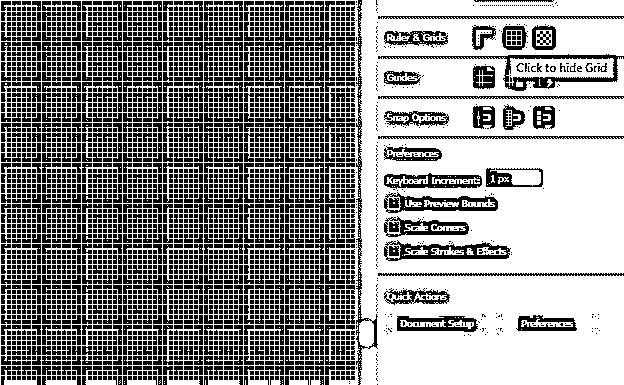 Ruler & Grids
Click to hide Grid
Guides
Snap Options
Preferences
Keyboard Increment: 1 px
Use Preview Bounds
Scale Corners
Scale Strokes & Effects
Quick Actions
Document Setup Preferences